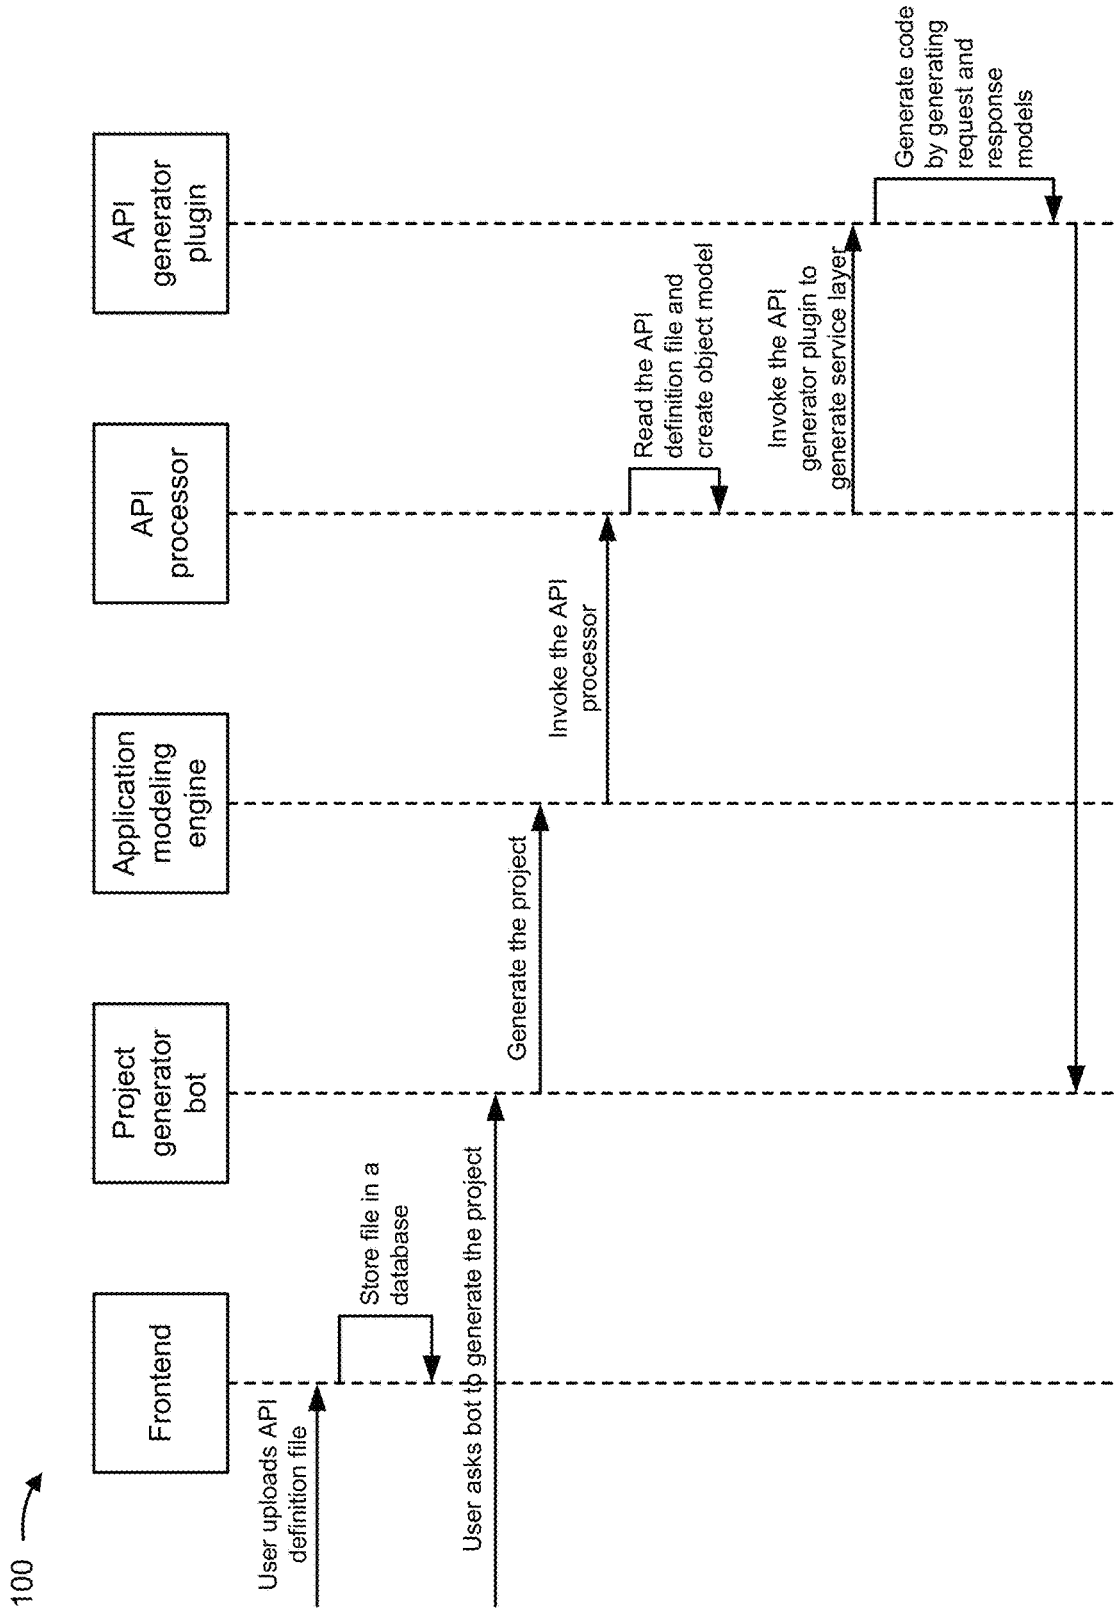 100
Frontend
Project
generator
bot
Application
modeling
engine
API
processor
API
generator
plugin
User uploads API
definition file
Store file in a
database
User asks bot to generate the project
Generate the project
Invoke the API
processor
Read the API
definition file and
create object model
Invoke the API
generator plugin to
generate service layer
Generate code
by generating
request and
response
models